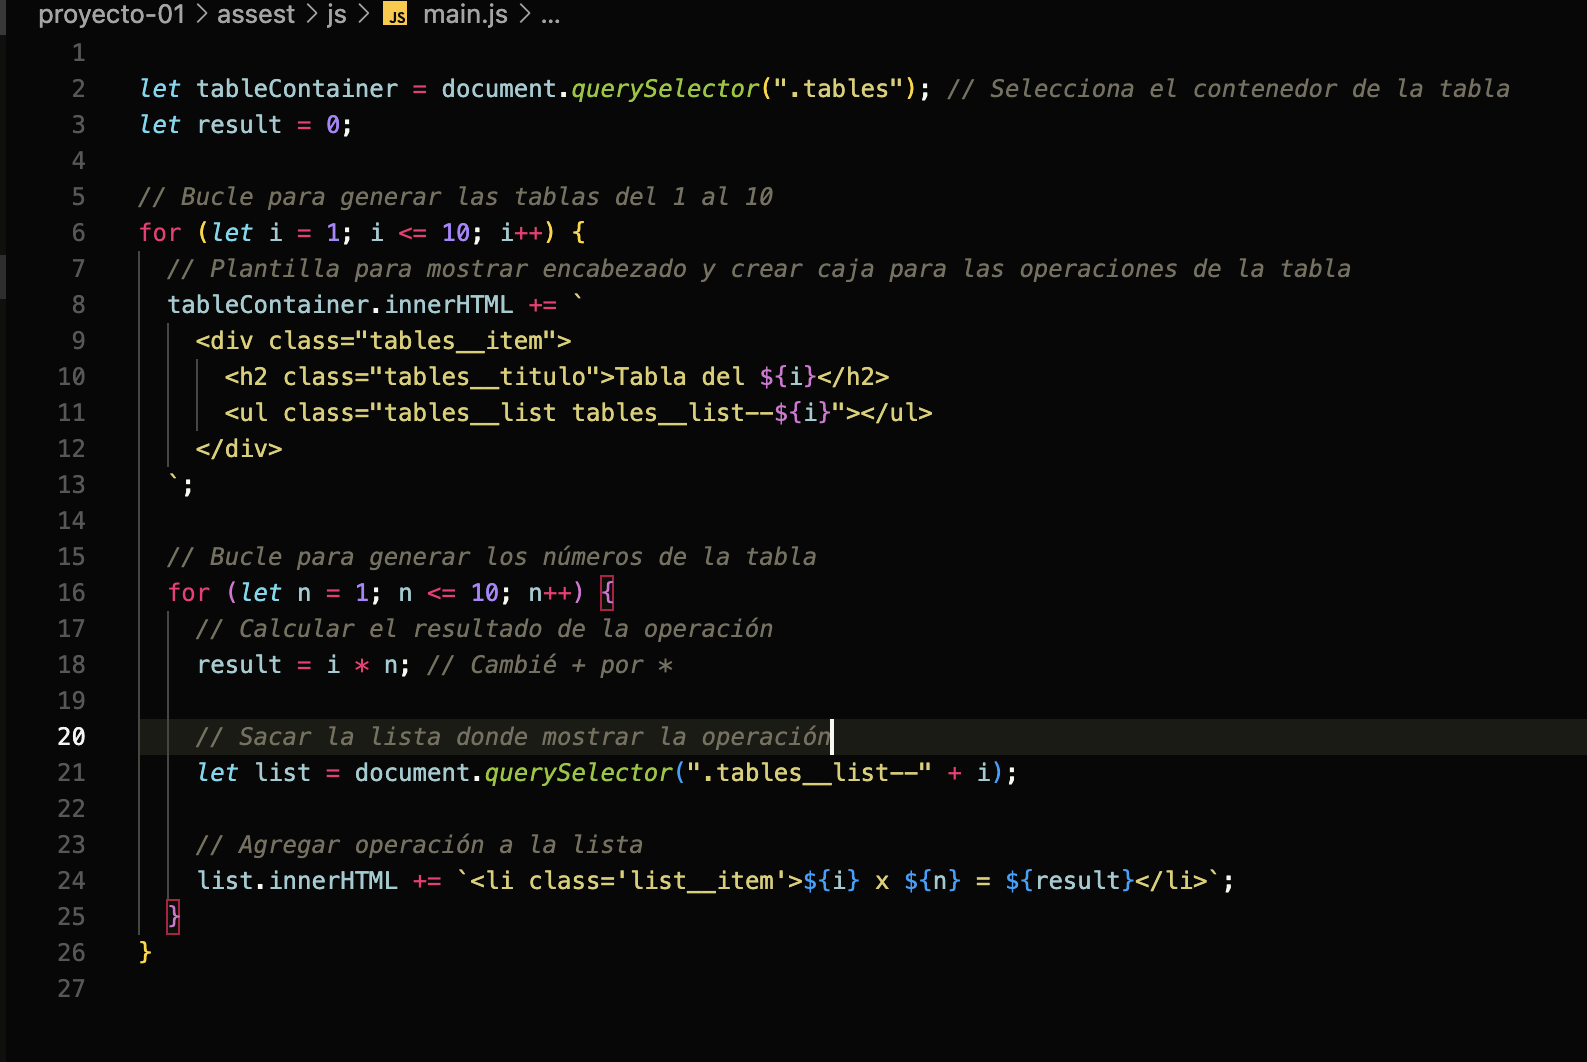 proyecto-01 > assest > js > JS main.js > ...
1
2 let tableContainer = document.querySelector(".tables"); // Selecciona el contenedor de la tabla
3 let result = 0;
4
5 // Bucle para generar las tablas del 1 al 10
6 for (let i = 1; i <= 10; i++) {
7 // Plantilla para mostrar encabezado y crear caja para las operaciones de la tabla
8 tableContainer.innerHTML += `
9 <div class="tables__item">
10 <h2 class="tables__titulo">Tabla del ${i}</h2>
11 <ul class="tables__list tables__list--${i}"></ul>
12 </div>
13 `;
14
15 // Bucle para generar los números de la tabla
16 for (let n = 1; n <= 10; n++) {
17 // Calcular el resultado de la operación
18 result = i * n; // Cambié + por *
19
20 // Sacar la lista donde mostrar la operación
21 let list = document.querySelector(".tables__list--" + i);
22
23 // Agregar operación a la lista
24 list.innerHTML += `<li class='list__item'>${i} x ${n} = ${result}</li>`;
25 }
26 }
27